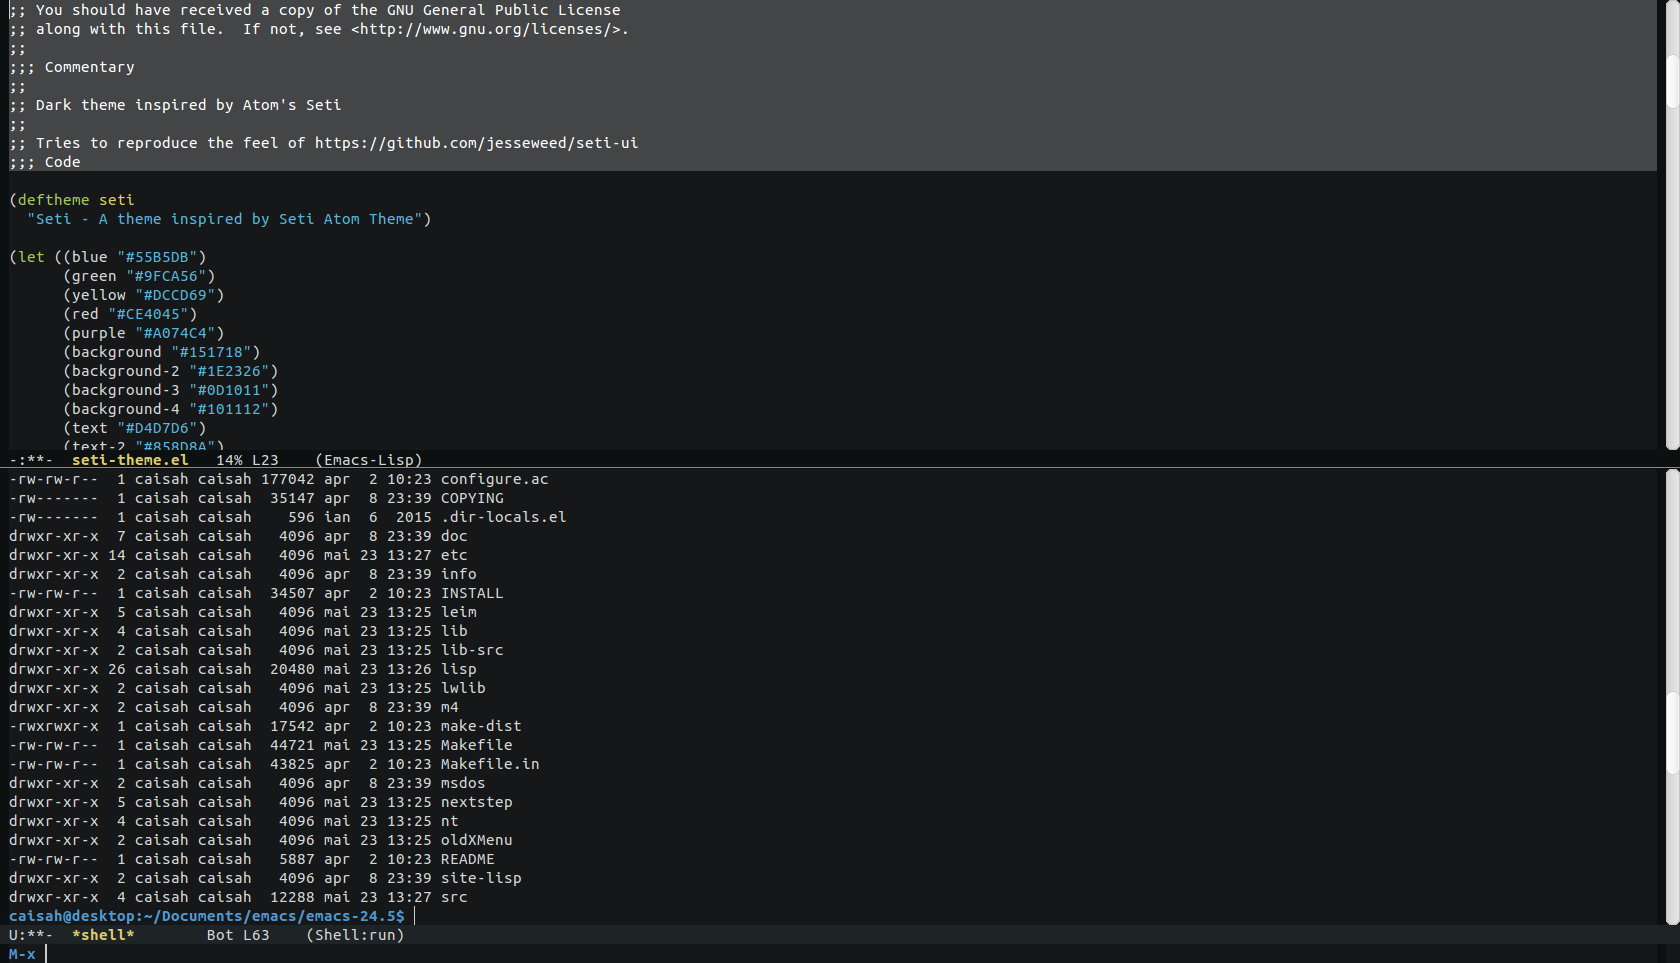 ;; You should have received a copy of the GNU General Public License
;; along with this file.  If not, see <http://www.gnu.org/licenses/>.
;;
;;; Commentary
;;
;; Dark theme inspired by Atom's Seti
;;
;; Tries to reproduce the feel of https://github.com/jesseweed/seti-ui
;;; Code

(deftheme seti
  "Seti - A theme inspired by Seti Atom Theme")

(let ((blue "#55B5DB")
      (green "#9FCA56")
      (yellow "#DCCD69")
      (red "#CE4045")
      (purple "#A074C4")
      (background "#151718")
      (background-2 "#1E2326")
      (background-3 "#0D1011")
      (background-4 "#101112")
      (text "#D4D7D6")
      (text-2 "#858D8A")
-:**-  seti-theme.el   14% L23    (Emacs-Lisp)
-rw-rw-r--  1 caisah caisah 177042 apr  2 10:23 configure.ac
-rw-------  1 caisah caisah  35147 apr  8 23:39 COPYING
-rw-------  1 caisah caisah    596 ian  6  2015 .dir-locals.el
drwxr-xr-x  7 caisah caisah   4096 apr  8 23:39 doc
drwxr-xr-x 14 caisah caisah   4096 mai 23 13:27 etc
drwxr-xr-x  2 caisah caisah   4096 apr  8 23:39 info
-rw-rw-r--  1 caisah caisah  34507 apr  2 10:23 INSTALL
drwxr-xr-x  5 caisah caisah   4096 mai 23 13:25 leim
drwxr-xr-x  4 caisah caisah   4096 mai 23 13:25 lib
drwxr-xr-x  2 caisah caisah   4096 mai 23 13:25 lib-src
drwxr-xr-x 26 caisah caisah  20480 mai 23 13:26 lisp
drwxr-xr-x  2 caisah caisah   4096 mai 23 13:25 lwlib
drwxr-xr-x  2 caisah caisah   4096 apr  8 23:39 m4
-rwxrwxr-x  1 caisah caisah  17542 apr  2 10:23 make-dist
-rw-rw-r--  1 caisah caisah  44721 mai 23 13:25 Makefile
-rw-rw-r--  1 caisah caisah  43825 apr  2 10:23 Makefile.in
drwxr-xr-x  2 caisah caisah   4096 apr  8 23:39 msdos
drwxr-xr-x  5 caisah caisah   4096 mai 23 13:25 nextstep
drwxr-xr-x  4 caisah caisah   4096 mai 23 13:25 nt
drwxr-xr-x  2 caisah caisah   4096 mai 23 13:25 oldXMenu
-rw-rw-r--  1 caisah caisah   5887 apr  2 10:23 README
drwxr-xr-x  2 caisah caisah   4096 apr  8 23:39 site-lisp
drwxr-xr-x  4 caisah caisah  12288 mai 23 13:27 src
caisah@desktop:~/Documents/emacs/emacs-24.5$
U:**-  *shell*        Bot L63    (Shell:run)
M-x